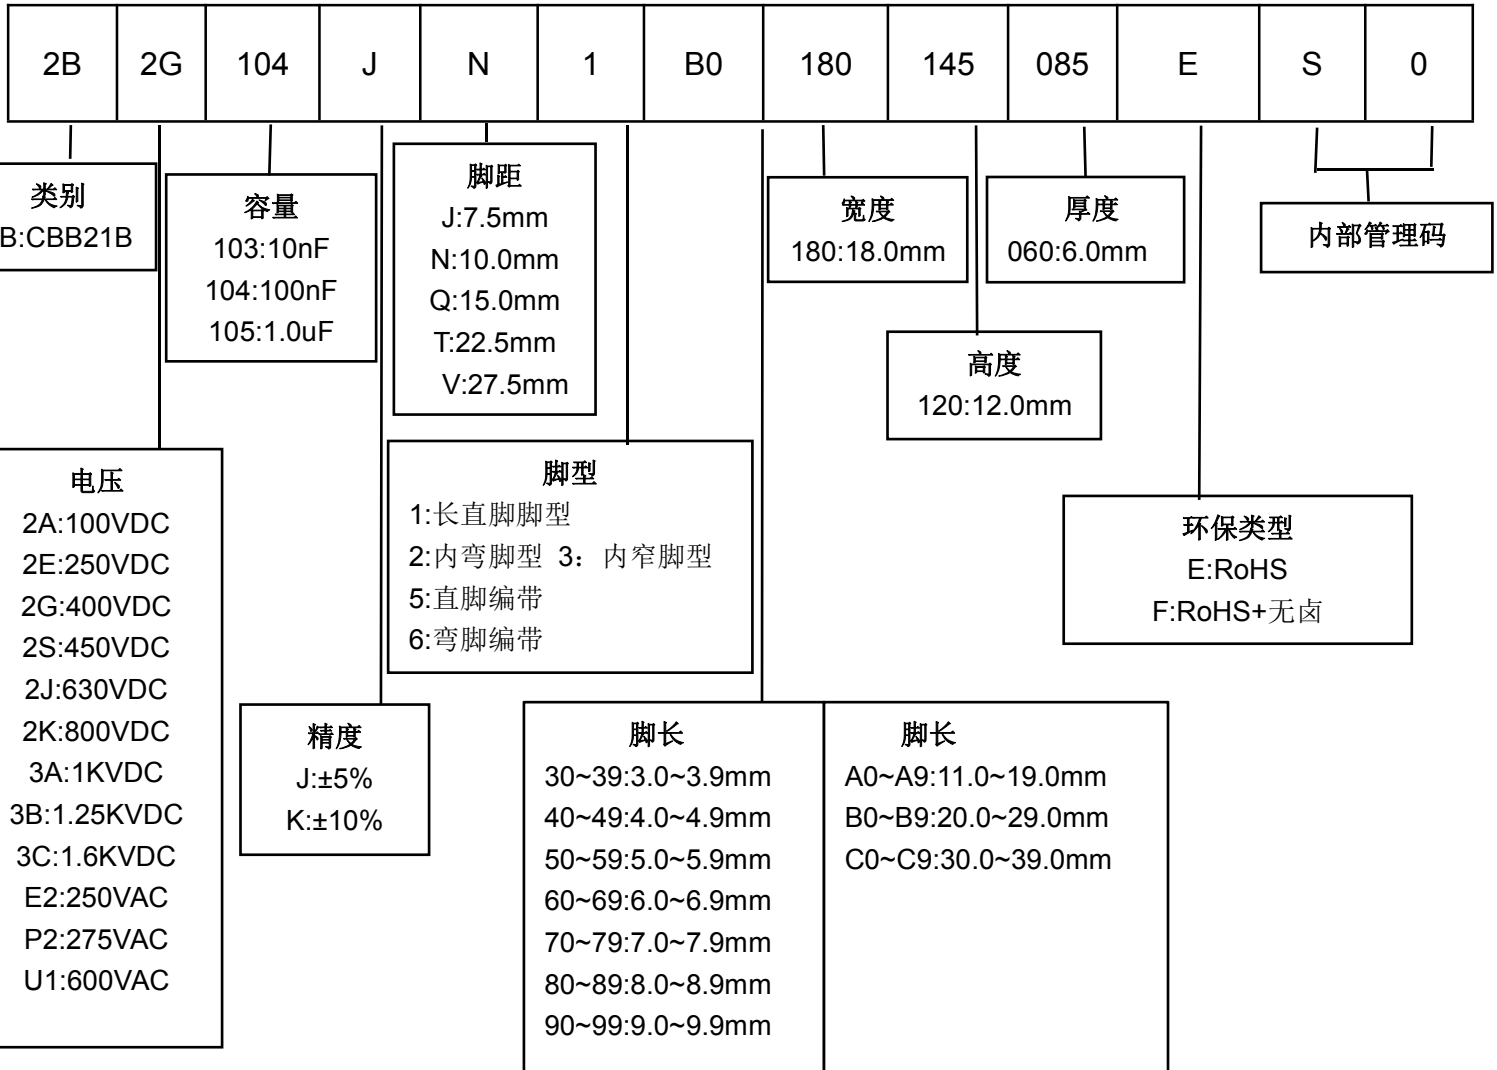 2B 2G 104 J N 1 B0 180 145 085 E S 0
类别
B:CBB21B
容量
103:10nF
104:100nF
105:1.0uF
脚距
J:7.5mm
N:10.0mm
Q:15.0mm
T:22.5mm
V:27.5mm
宽度
180:18.0mm
厚度
060:6.0mm
内部管理码
高度
120:12.0mm
电压
2A:100VDC
2E:250VDC
2G:400VDC
2S:450VDC
2J:630VDC
2K:800VDC
3A:1KVDC
3B:1.25KVDC
3C:1.6KVDC
E2:250VAC
P2:275VAC
U1:600VAC
脚型
1:长直脚脚型
2:内弯脚型 3：内窄脚型
5:直脚编带
6:弯脚编带
环保类型
E:RoHS
F:RoHS+无卤
精度
J:±5%
K:±10%
脚长
30~39:3.0~3.9mm
40~49:4.0~4.9mm
50~59:5.0~5.9mm
60~69:6.0~6.9mm
70~79:7.0~7.9mm
80~89:8.0~8.9mm
90~99:9.0~9.9mm
脚长
A0~A9:11.0~19.0mm
B0~B9:20.0~29.0mm
C0~C9:30.0~39.0mm